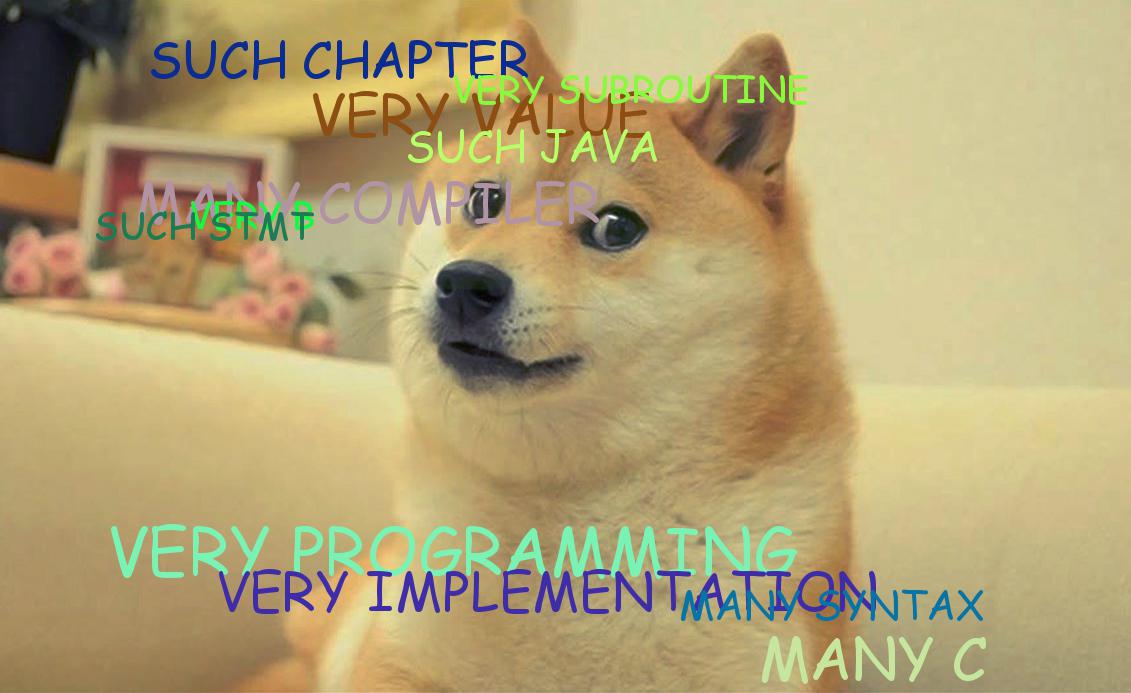 SUCH CHAPTER
VERY SUBROUTINE
VERY VALUE
SUCH JAVA
MANY COMPILER
VERY B
SUCH STMT
VERY PROGRAMMING
VERY IMPLEMENTATION
MANY SYNTAX
MANY C